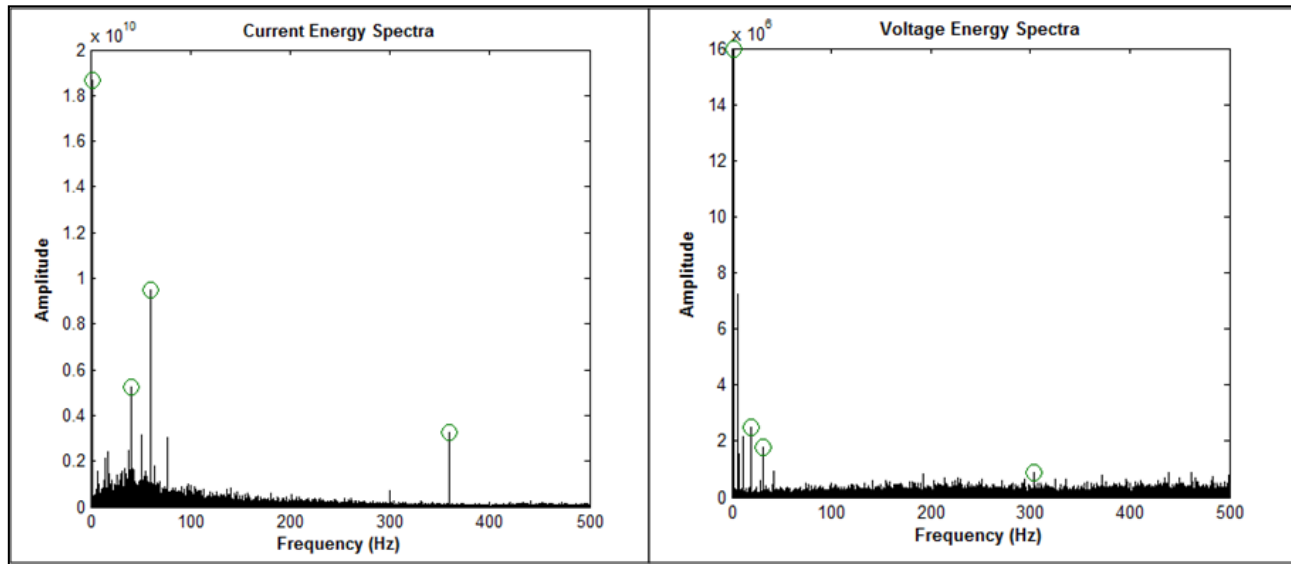 Current Energy Spectra
× 10^10
2
1.8
1.6
1.4
1.2
1
0.8
0.6
0.4
0.2
0
Amplitude
0 100 200 300 400 500
Frequency (Hz)
Voltage Energy Spectra
× 10^6
16
14
12
10
8
6
4
2
0
Amplitude
0 100 200 300 400 500
Frequency (Hz)